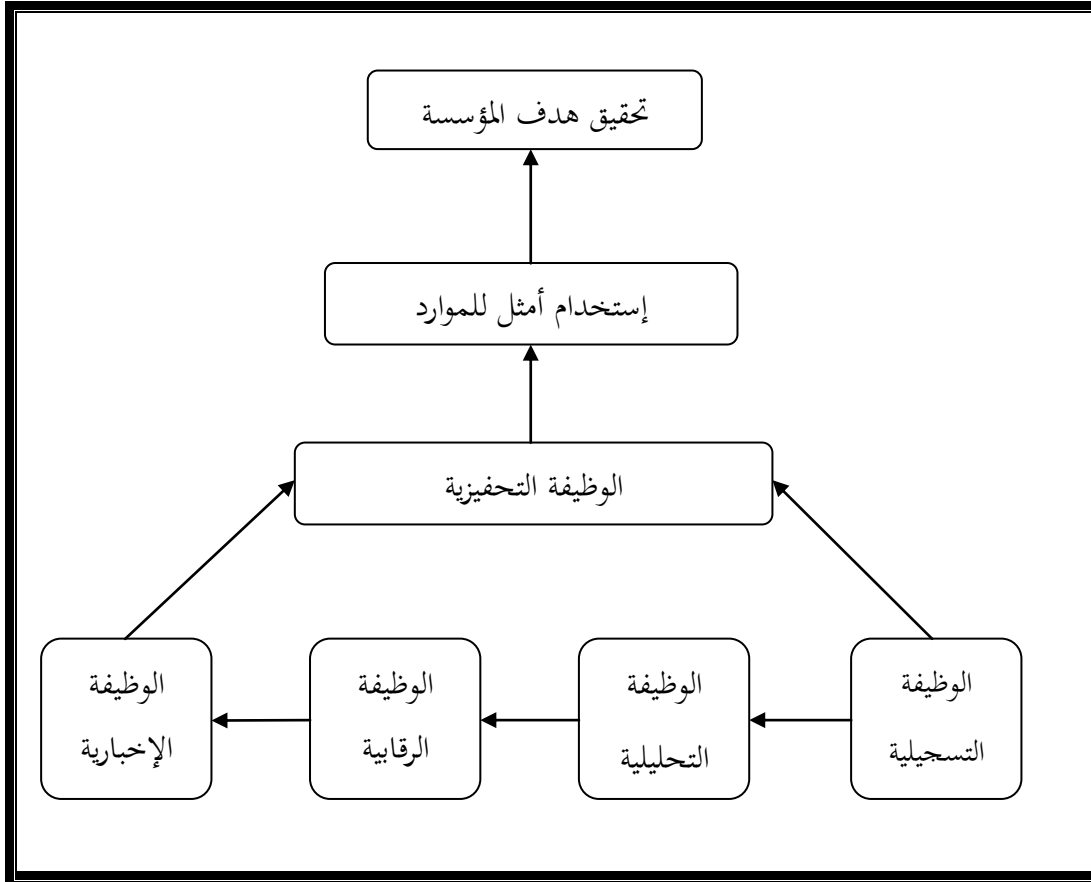 تحقيق هدف المؤسسة
إستخدام أمثل للموارد
الوظيفة التحفيزية
الوظيفة
التسجيلية
الوظيفة
التحليلية
الوظيفة
الرقابية
الوظيفة
الإخبارية